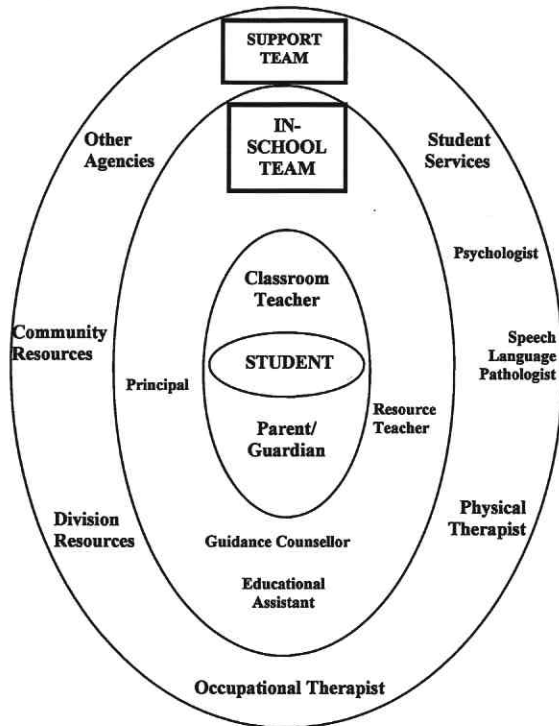 SUPPORT
TEAM
IN-
SCHOOL
TEAM
Other
Agencies
Student
Services
Psychologist
Classroom
Teacher
Community
Resources
STUDENT
Speech
Language
Pathologist
Principal
Resource
Teacher
Parent/
Guardian
Division
Resources
Physical
Therapist
Guidance Counsellor
Educational
Assistant
Occupational Therapist